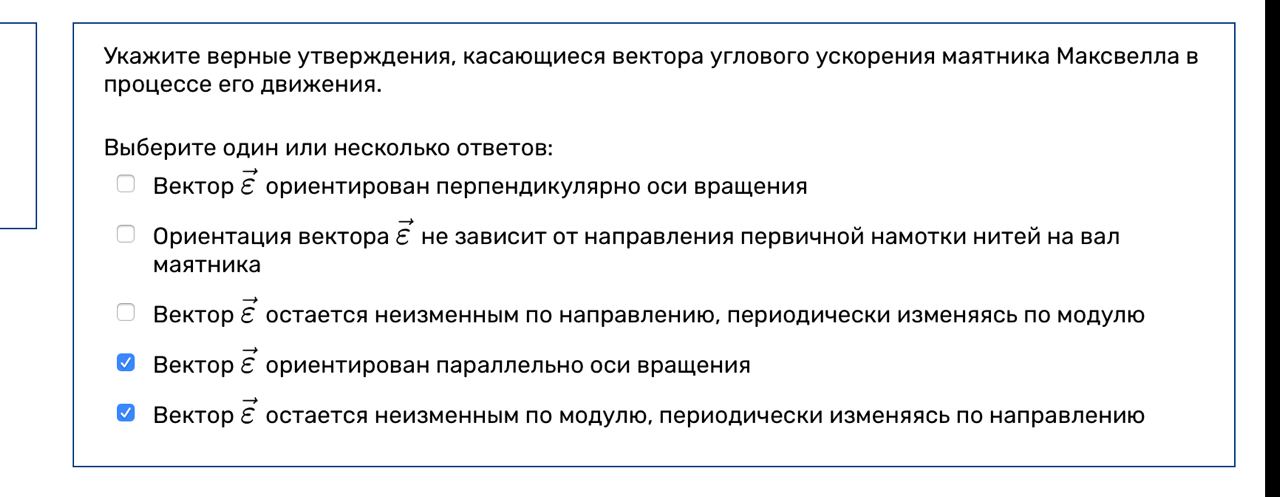 Укажите верные утверждения, касающиеся вектора углового ускорения маятника Максвелла в
процессе его движения.
Выберите один или несколько ответов:
Вектор ε⃗ ориентирован перпендикулярно оси вращения
Ориентация вектора ε⃗ не зависит от направления первичной намотки нитей на вал
маятника
Вектор ε⃗ остается неизменным по направлению, периодически изменяясь по модулю
Вектор ε⃗ ориентирован параллельно оси вращения
Вектор ε⃗ остается неизменным по модулю, периодически изменяясь по направлению